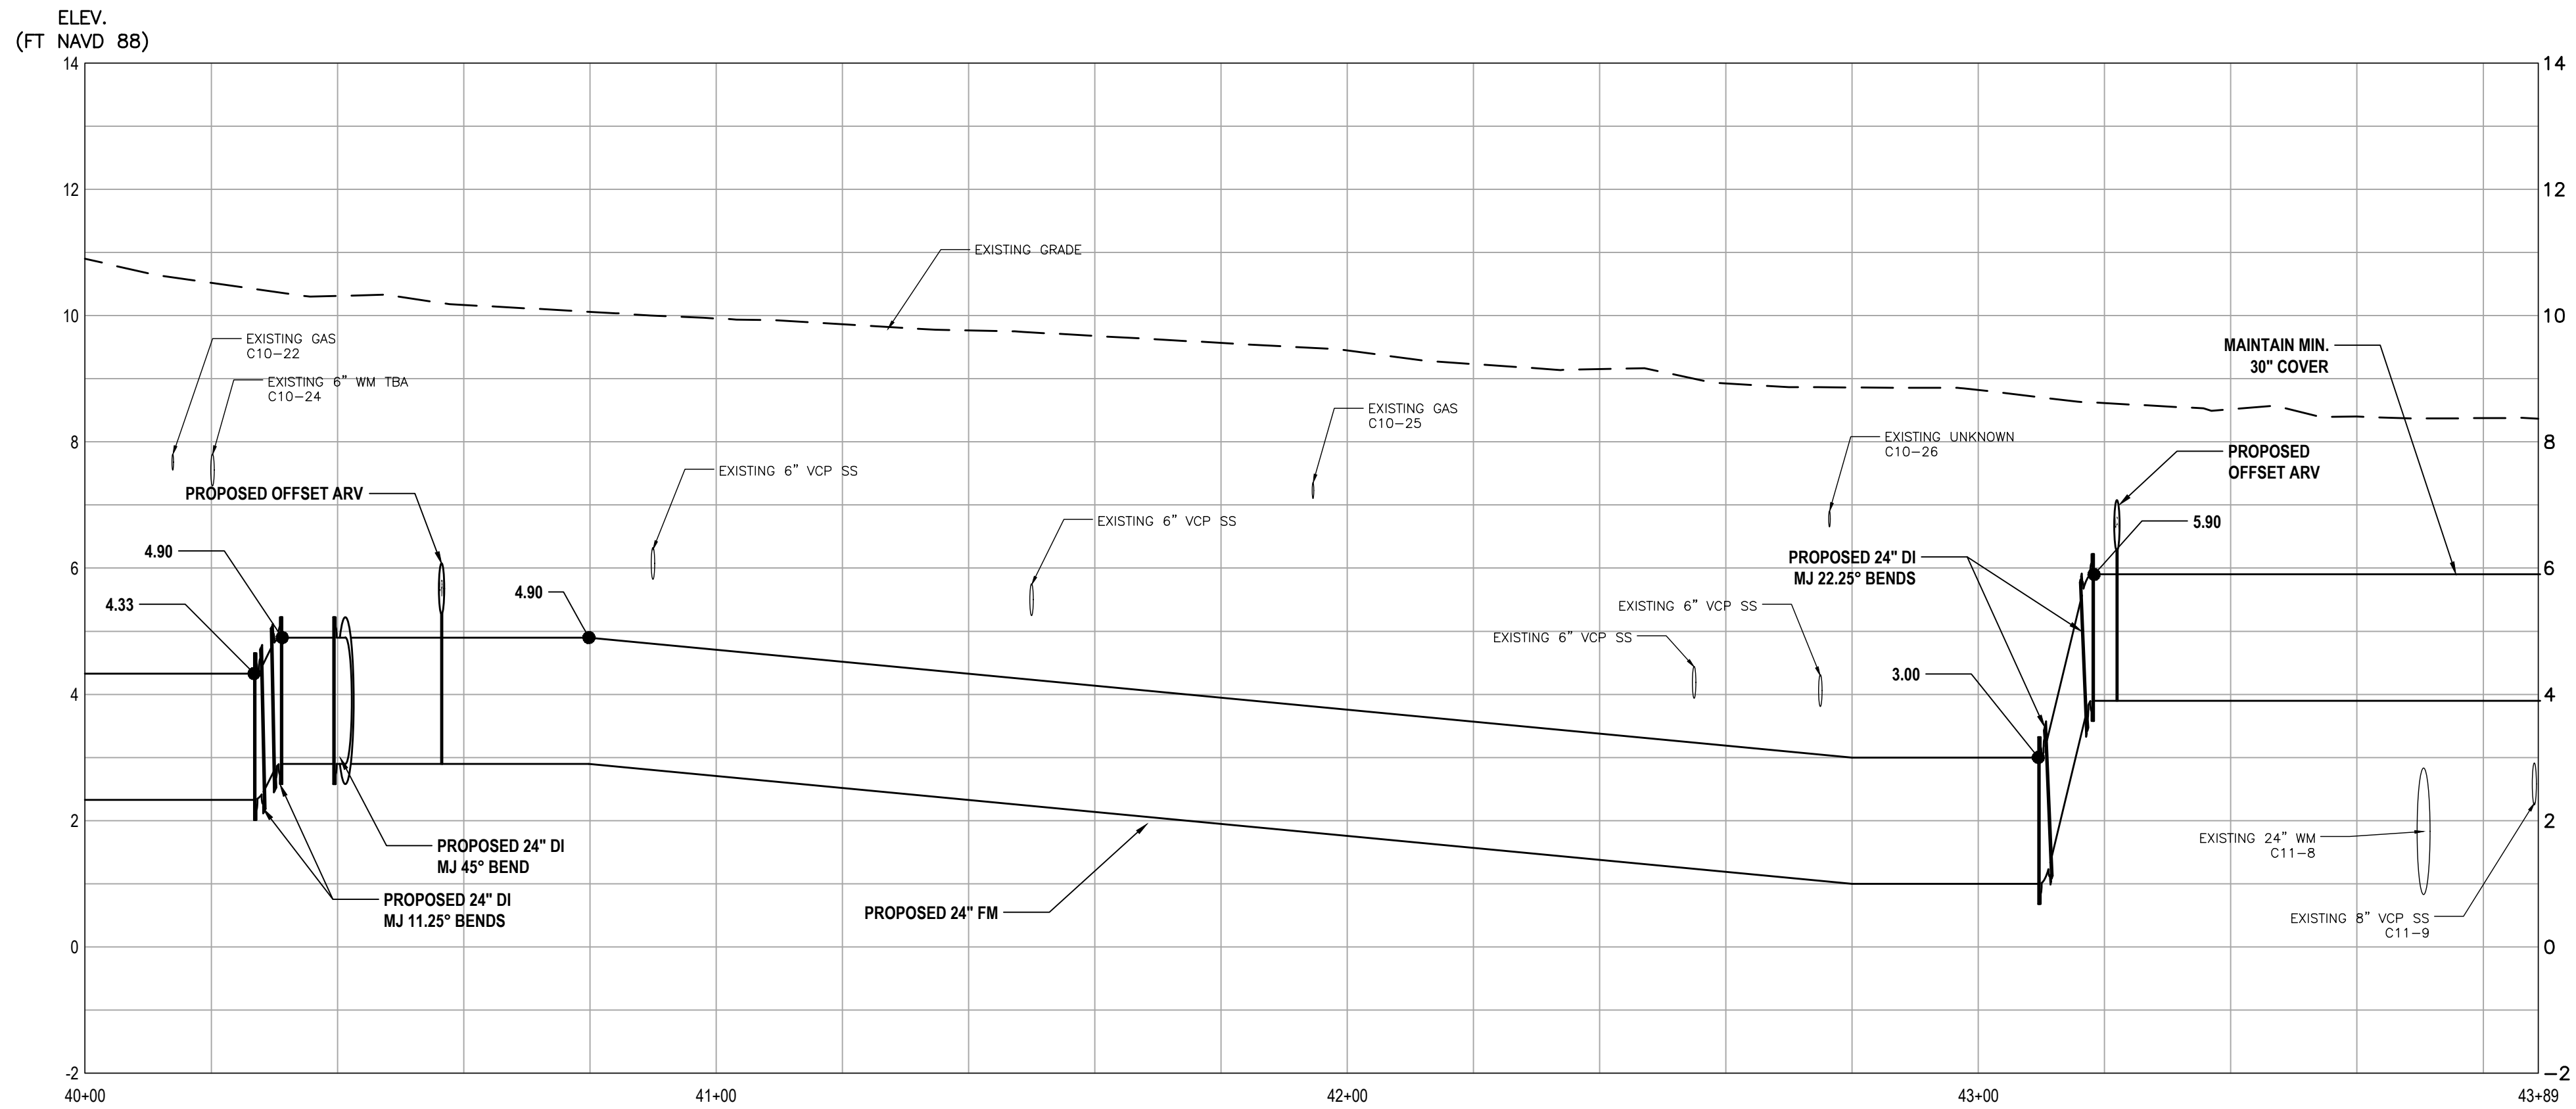 ELEV.
(FT NAVD 88)
14
14
12
12
EXISTING GRADE
10
10
EXISTING GAS
C10-22
MAINTAIN MIN.
30" COVER
EXISTING 6" WM TBA
C10-24
EXISTING GAS
C10-25
8
8
EXISTING UNKNOWN
C10-26
PROPOSED
OFFSET ARV
EXISTING 6" VCP SS
PROPOSED OFFSET ARV
EXISTING 6" VCP SS
5.90
4.90
PROPOSED 24" DI
MJ 22.25° BENDS
6
6
4.90
4.33
EXISTING 6" VCP SS
EXISTING 6" VCP SS
3.00
4
4
2
2
EXISTING 24" WM
C11-8
PROPOSED 24" DI
MJ 45° BEND
PROPOSED 24" DI
MJ 11.25° BENDS
PROPOSED 24" FM
EXISTING 8" VCP SS
C11-9
0
0
-2
-2
40+00
41+00
42+00
43+00
43+89